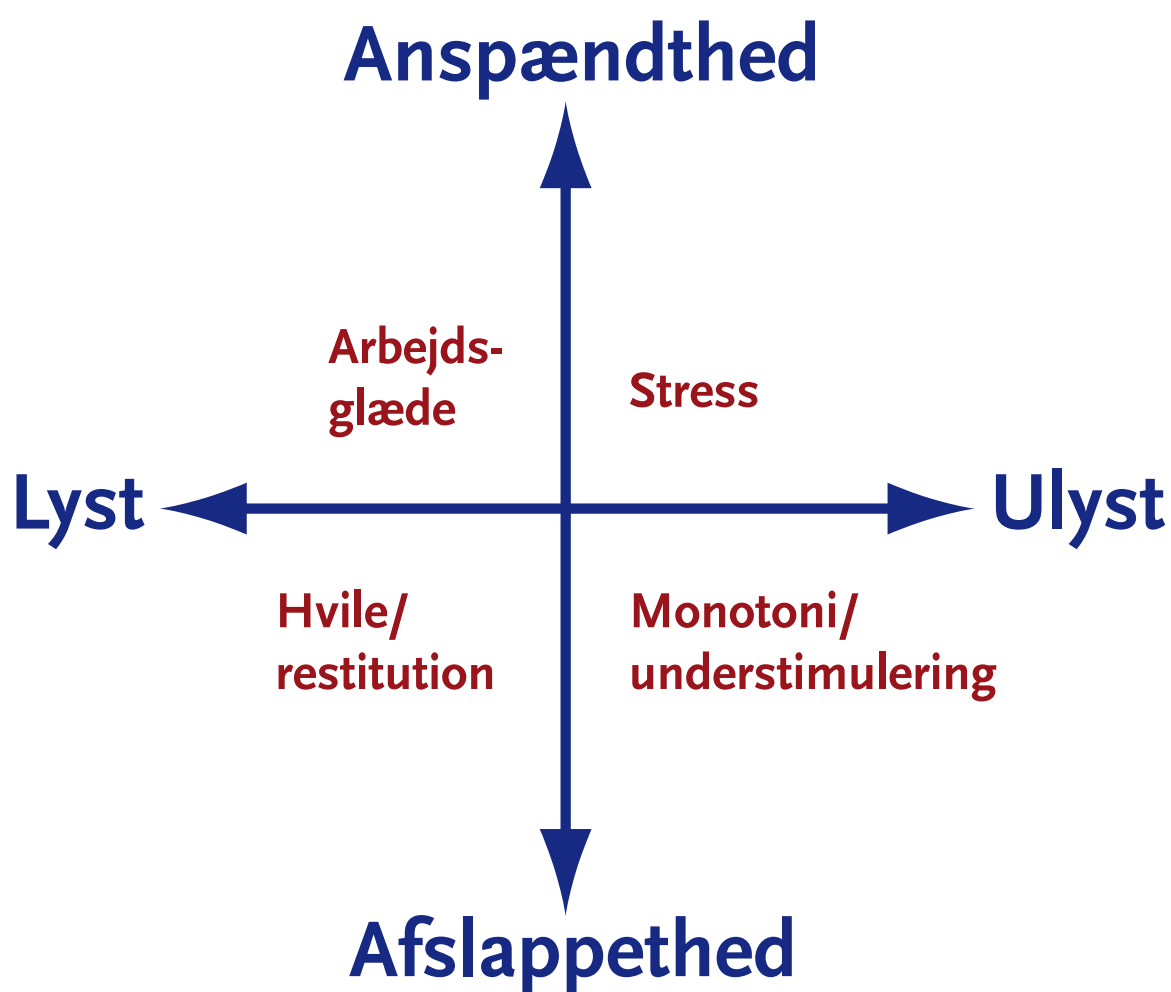 Anspændthed
Arbejds-
glæde
Stress
Lyst
Ulyst
Hvile/
restitution
Monotoni/
understimulering
Afslappethed